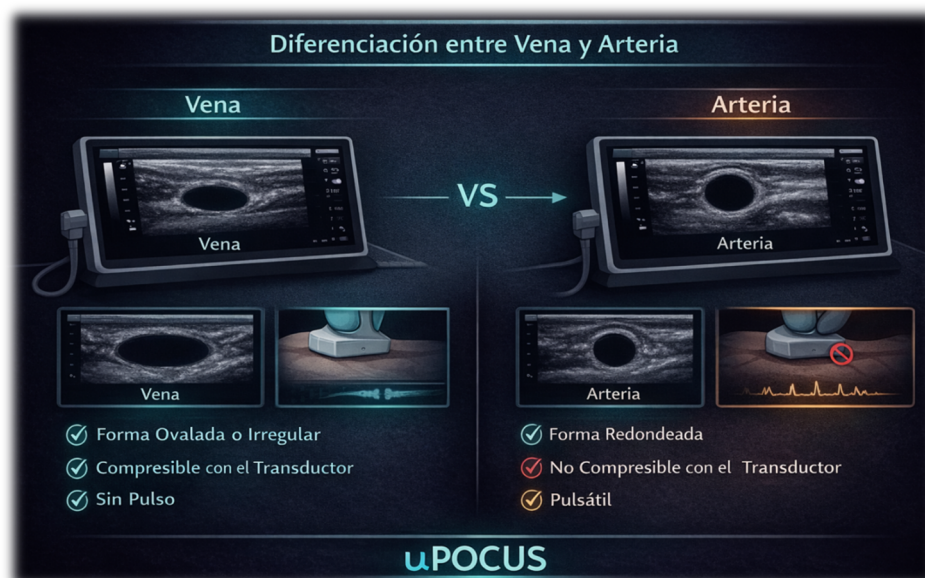 Diferenciación entre Vena y Arteria
Vena
Arteria
Vena
VS
Arteria
Vena
Arteria
Forma Ovalada o Irregular
Compresible con el Transductor
Sin Pulso
Forma Redondeada
No Compresible con el Transductor
Pulsátil
uPOCUS